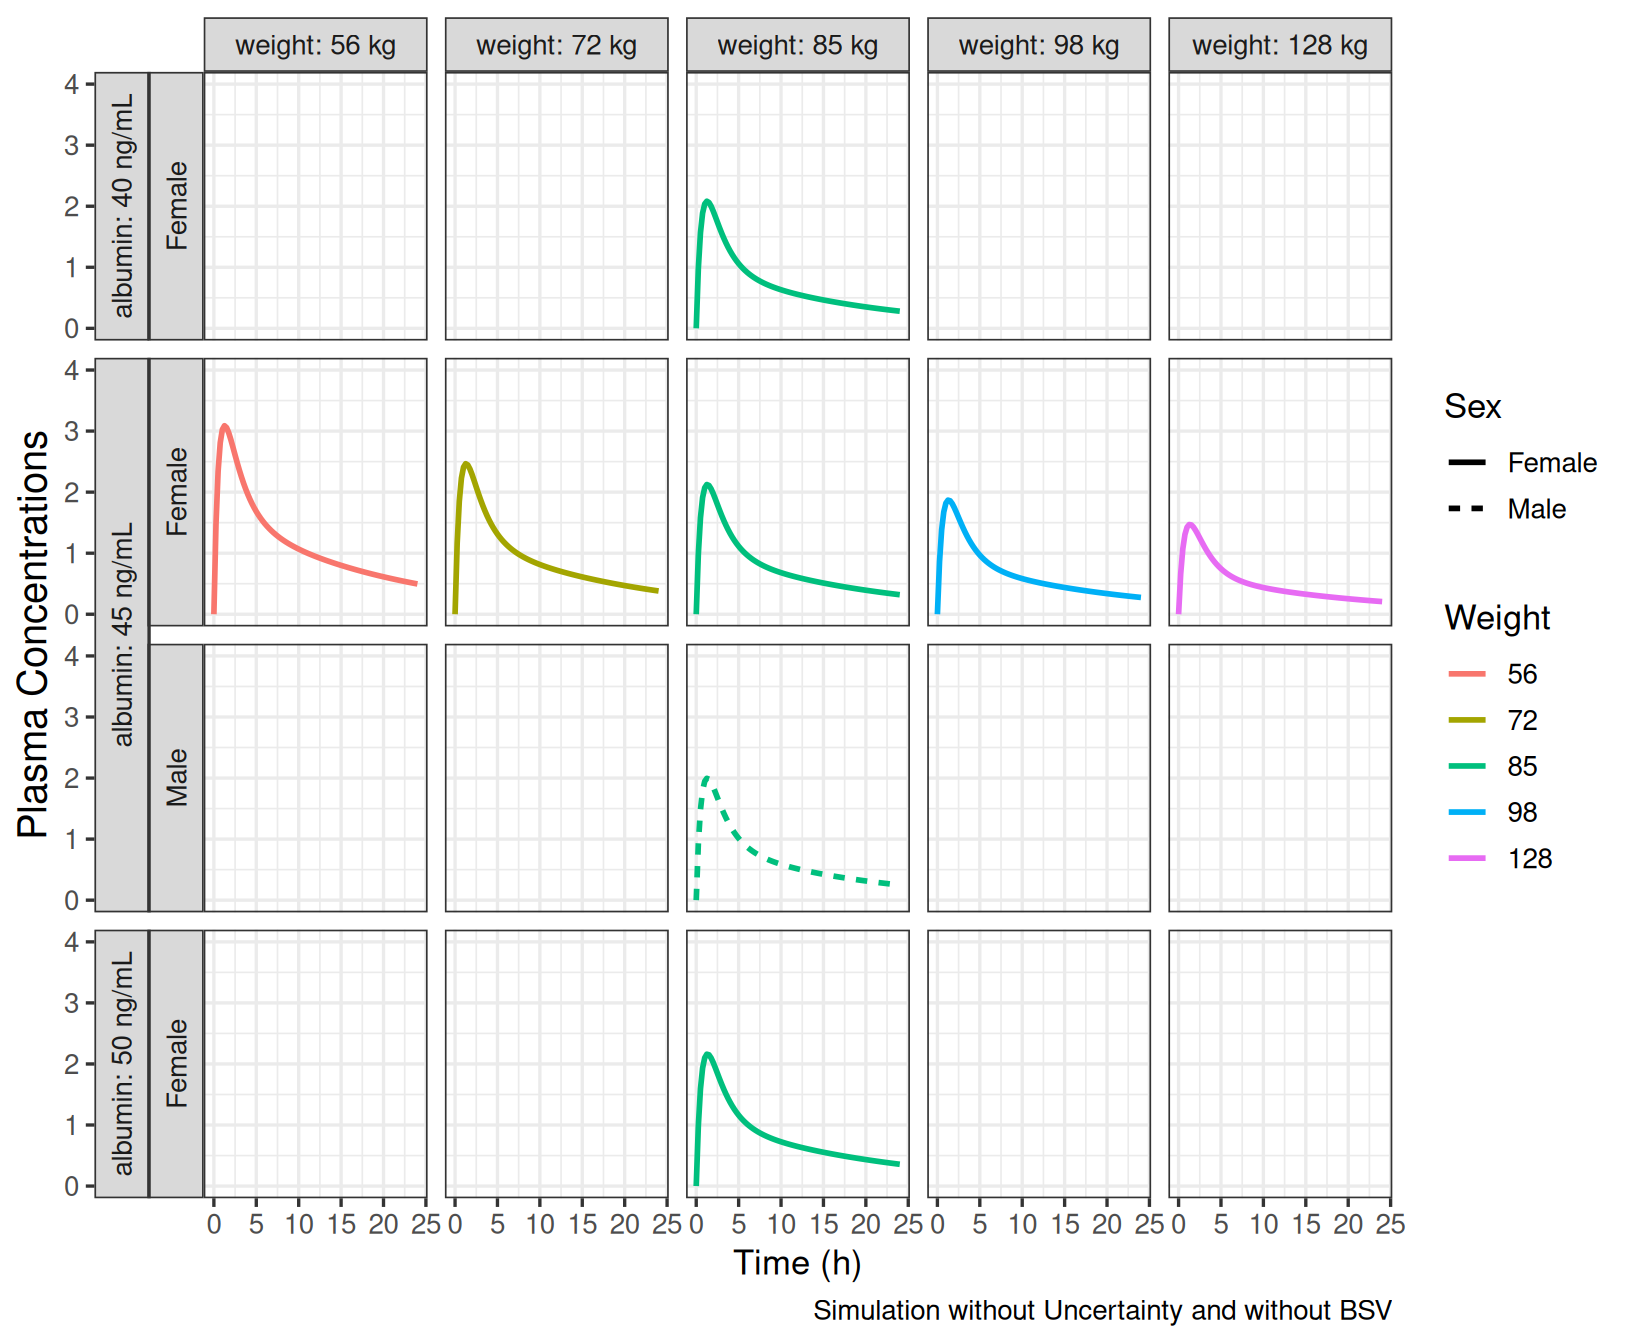 weight: 56 kg
weight: 72 kg
weight: 85 kg
weight: 98 kg
weight: 128 kg
Plasma Concentrations
albumin: 40 ng/mL
Female
4
3
2
1
0
albumin: 45 ng/mL
Female
4
3
2
1
0
Male
4
3
2
1
0
albumin: 50 ng/mL
Female
4
3
2
1
0
0 5 10 15 20 25
0 5 10 15 20 25
0 5 10 15 20 25
0 5 10 15 20 25
0 5 10 15 20 25
Time (h)
Simulation without Uncertainty and without BSV
Sex
Female
Male
Weight
56
72
85
98
128